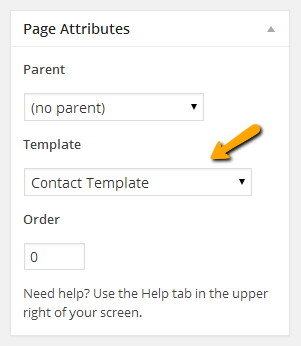 Page Attributes
Parent
(no parent)
Template
Contact Template
Order
0
Need help? Use the Help tab in the upper
right of your screen.